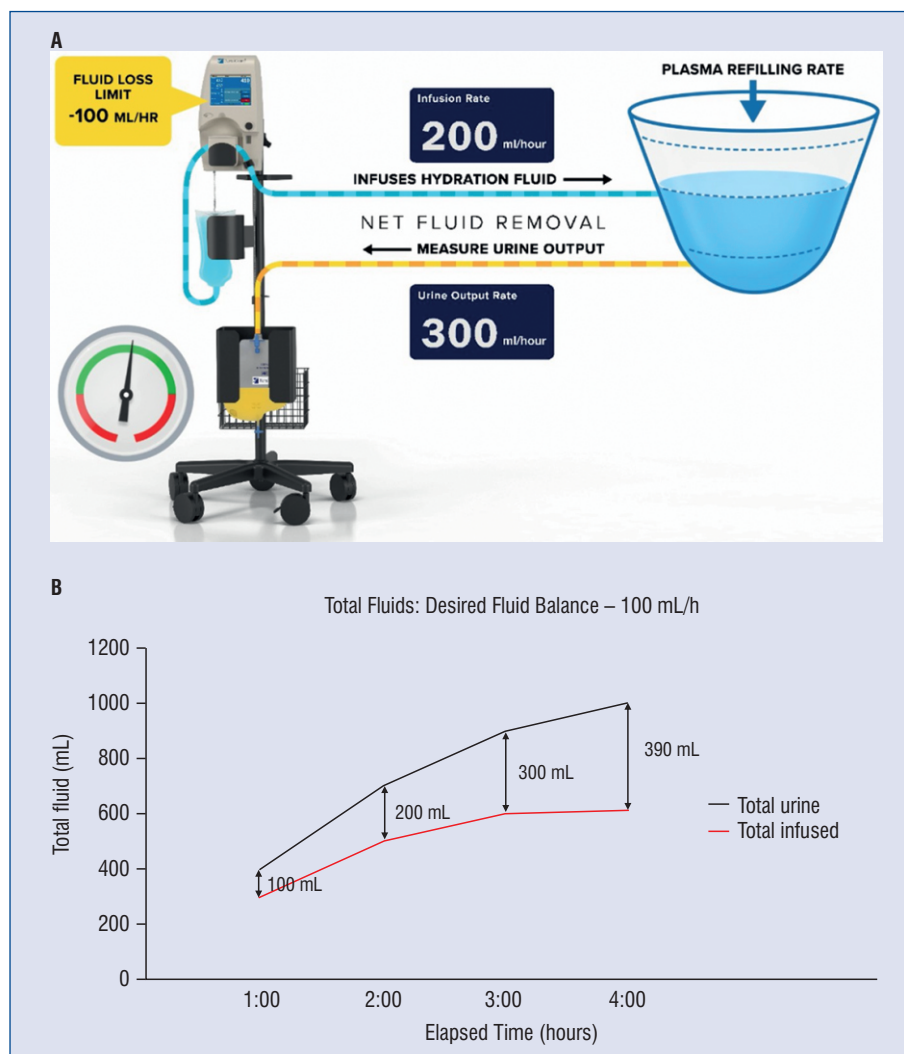 A
FLUID LOSS
LIMIT
-100 ML/HR
Infusion Rate
200 ml/hour
INFUSES HYDRATION FLUID
NET FLUID REMOVAL
MEASURE URINE OUTPUT
Urine Output Rate
300 ml/hour
PLASMA REFILLING RATE
B
Total Fluids: Desired Fluid Balance – 100 mL/h
Total fluid (mL)
1200
1000
800
600
400
200
0
100 mL
200 mL
300 mL
390 mL
Total urine
Total infused
1:00 2:00 3:00 4:00
Elapsed Time (hours)